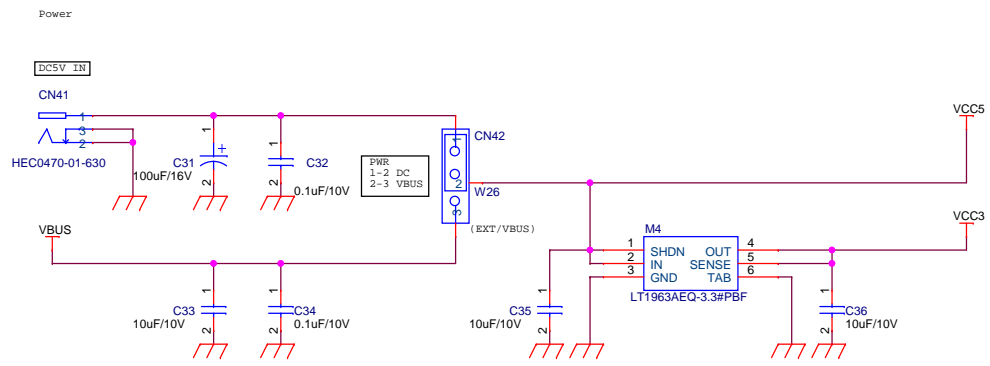 Power
DC5V IN
CN41
1
3
2
HEC0470-01-630
1
C31
+
2
100uF/16V
1
C32
2
0.1uF/10V
PWR
1-2 DC
2-3 VBUS
CN42
1
2
3
W26
(EXT/VBUS)
VCC5
VCC3
VBUS
1
C33
2
10uF/10V
1
C34
2
0.1uF/10V
M4
1 SHDN OUT 4
2 IN SENSE 5
3 GND TAB 6
LT1963AEQ-3.3#PBF
1
C35
2
10uF/10V
1
C36
2
10uF/10V